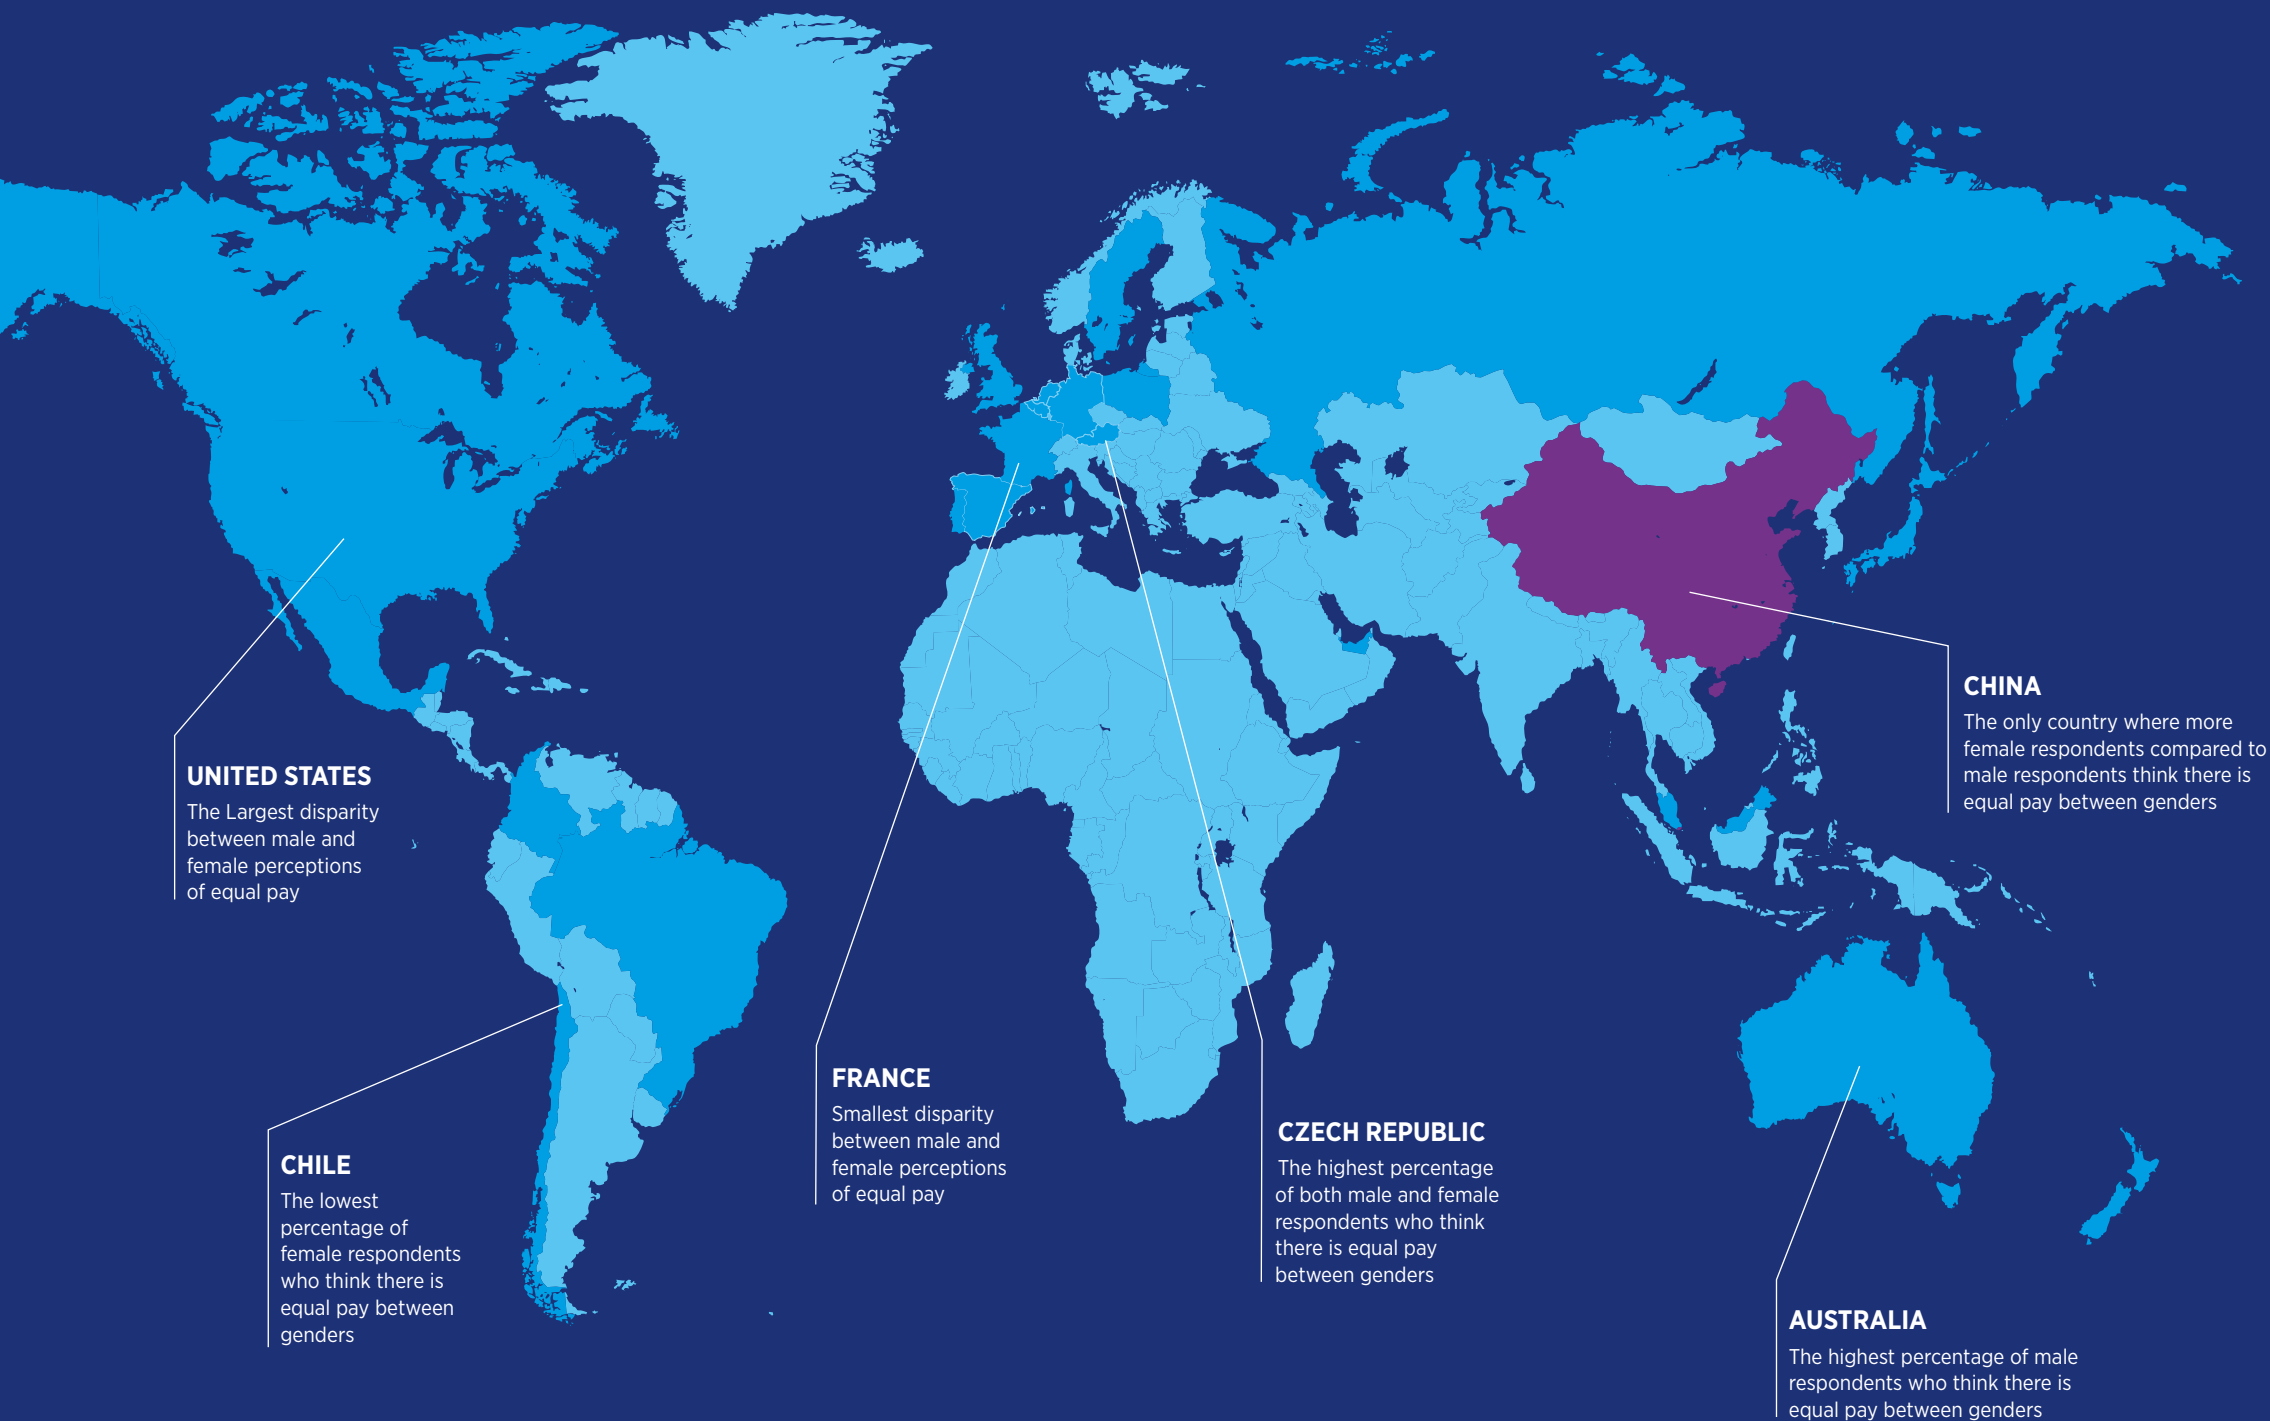 UNITED STATES
The Largest disparity
between male and
female perceptions
of equal pay
CHINA
The only country where more
female respondents compared to
male respondents think there is
equal pay between genders
CHILE
The lowest
percentage of
female respondents
who think there is
equal pay between
genders
FRANCE
Smallest disparity
between male and
female perceptions
of equal pay
CZECH REPUBLIC
The highest percentage
of both male and female
respondents who think
there is equal pay
between genders
AUSTRALIA
The highest percentage of male
respondents who think there is
equal pay between genders